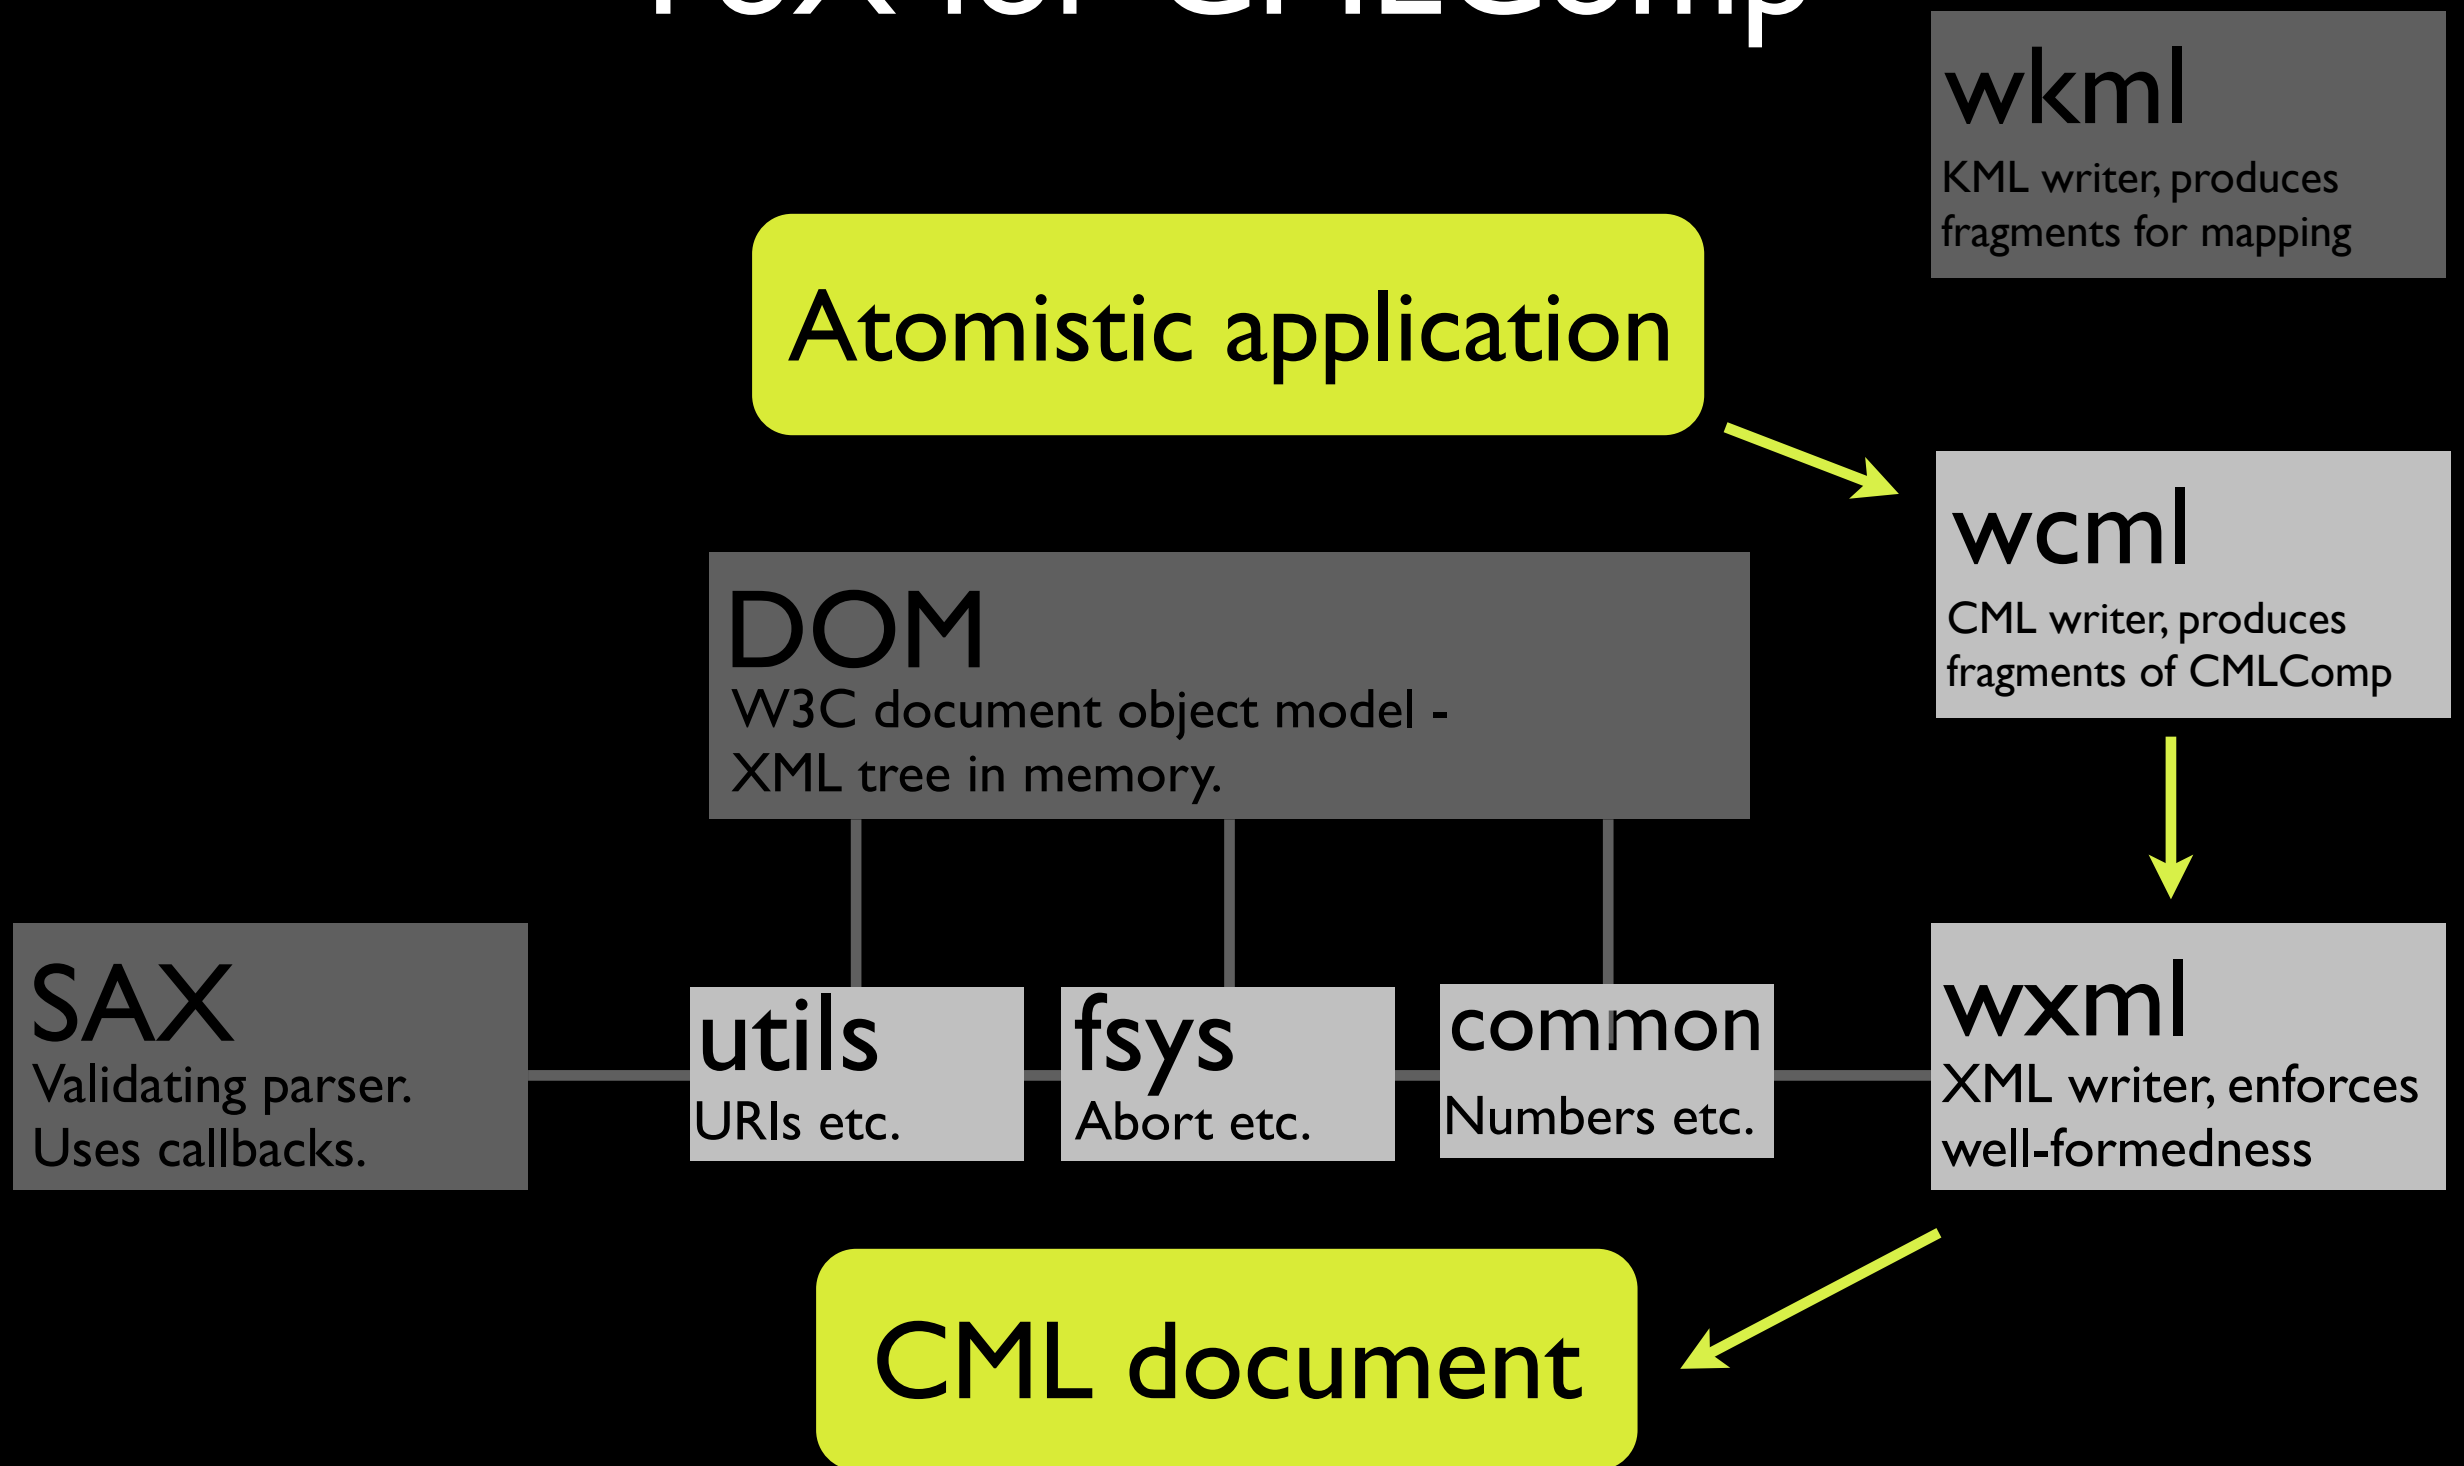 for CMLComp
wkml
KML writer, produces
fragments for mapping
Atomistic application
wcml
CML writer, produces
fragments of CMLComp
DOM
W3C document object model -
XML tree in memory.
SAX
Validating parser.
Uses callbacks.
utils
URIs etc.
fsys
Abort etc.
common
Numbers etc.
wxml
XML writer, enforces
well-formedness
CML document